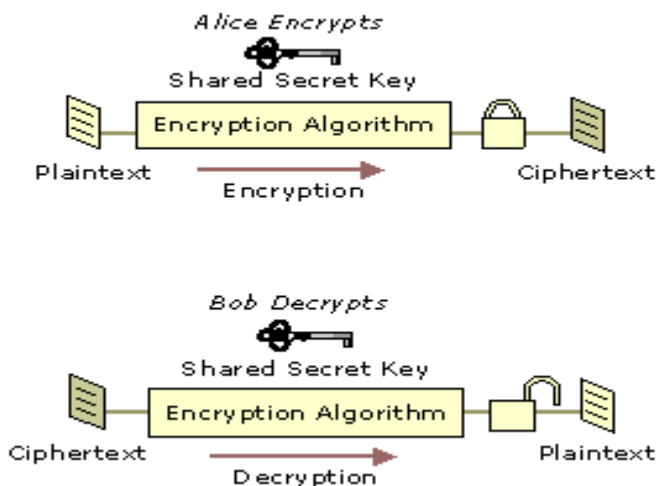 Alice Encrypts
Shared Secret Key
Encryption Algorithm
Plaintext
Ciphertext
Encryption
Bob Decrypts
Shared Secret Key
Encryption Algorithm
Ciphertext
Plaintext
Decryption